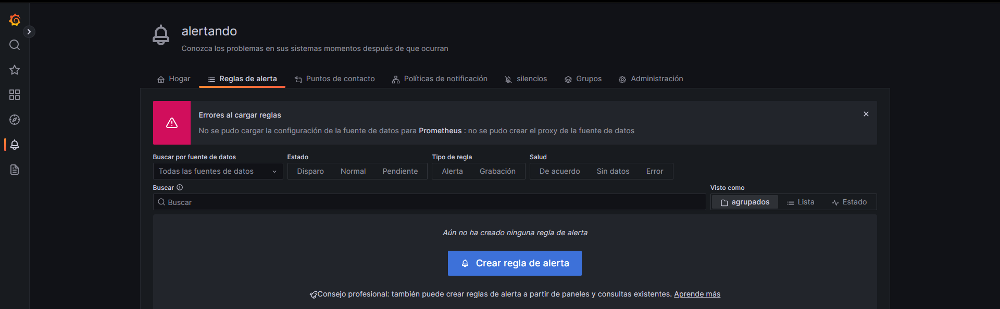 alertando
Conozca los problemas en sus sistemas momentos después de que ocurran
Hogar Reglas de alerta Puntos de contacto Políticas de notificación silencios Grupos Administración
Errores al cargar reglas
No se pudo cargar la configuración de la fuente de datos para Prometheus : no se pudo crear el proxy de la fuente de datos
Buscar por fuente de datos Estado Tipo de regla Salud
Todas las fuentes de datos Disparo Normal Pendiente Alerta Grabación De acuerdo Sin datos Error
Buscar Visto como
Buscar agrupados Lista Estado
Aún no ha creado ninguna regla de alerta
Crear regla de alerta
Consejo profesional: también puede crear reglas de alerta a partir de paneles y consultas existentes. Aprende más